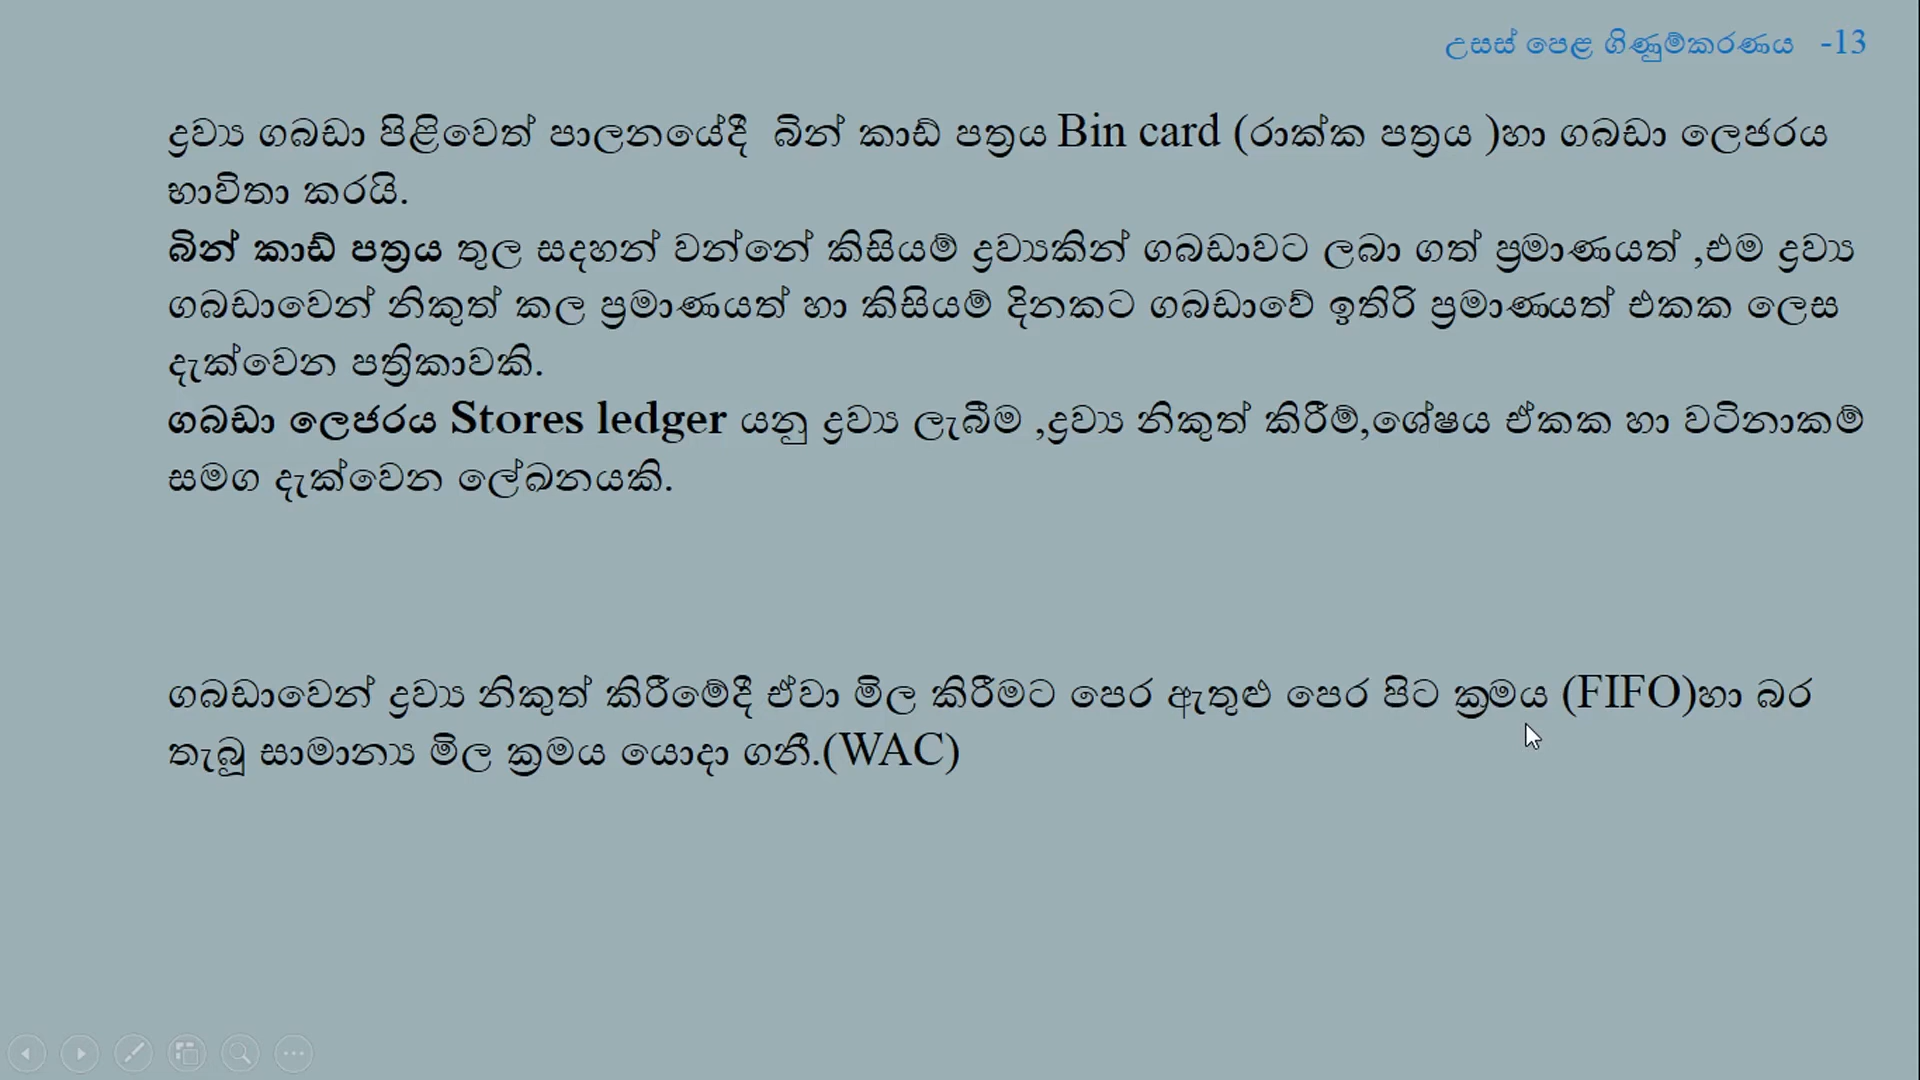 උසස් පෙළ ගිණුම්කරණය -13
ද්‍රව්‍ය ගබඩා පිළිවෙත් පාලනයේදී බින් කාඩ් පත්‍රය Bin card (රාක්ක පත්‍රය )හා ගබඩා ලෙජරය
භාවිතා කරයි.
බින් කාඩ් පත්‍රය තුල සදහන් වන්නේ කිසියම් ද්‍රව්‍යකින් ගබඩාවට ලබා ගත් ප්‍රමාණයත් ,එම ද්‍රව්‍ය
ගබඩාවෙන් නිකුත් කල ප්‍රමාණයත් හා කිසියම් දිනකට ගබඩාවේ ඉතිරි ප්‍රමාණයත් එකක ලෙස
දැක්වෙන පත්‍රිකාවකි.
ගබඩා ලෙජරය Stores ledger යනු ද්‍රව්‍ය ලැබීම ,ද්‍රව්‍ය නිකුත් කිරීම්,ශේෂය ඒකක හා වටිනාකම්
සමග දැක්වෙන ලේඛනයකි.
ගබඩාවෙන් ද්‍රව්‍ය නිකුත් කිරීමේදී ඒවා මිල කිරීමට පෙර ඇතුළු පෙර පිට ක්‍රමය (FIFO)හා බර
තැබූ සාමාන්‍ය මිල ක්‍රමය යොදා ගනී.(WAC)